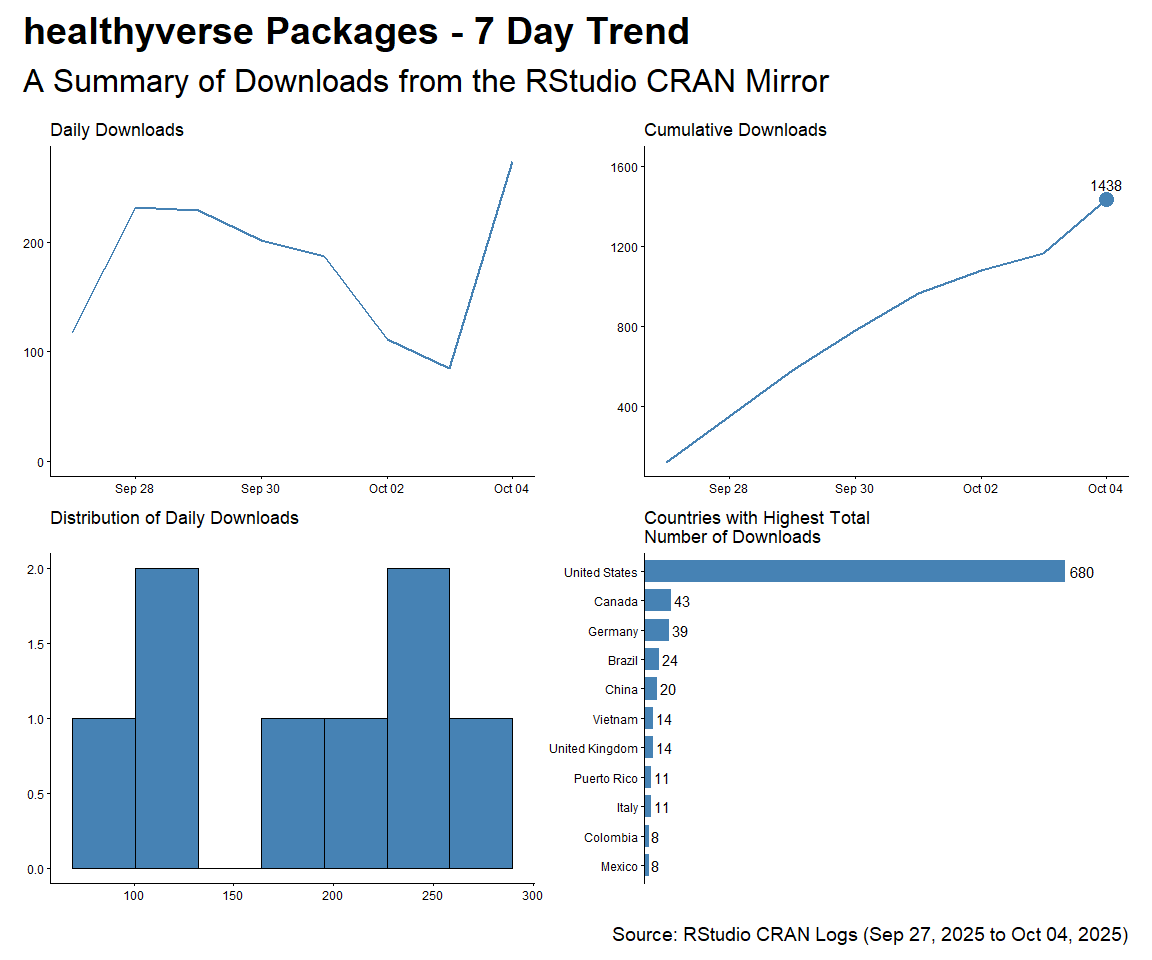 healthyverse Packages - 7 Day Trend
A Summary of Downloads from the RStudio CRAN Mirror
Daily Downloads
200
100
0
Sep 28
Sep 30
Oct 02
Oct 04
Cumulative Downloads
1600
1200
800
400
1438
Sep 28
Sep 30
Oct 02
Oct 04
Distribution of Daily Downloads
2.0
1.5
1.0
0.5
0.0
100
150
200
250
300
Countries with Highest Total
Number of Downloads
United States 680
Canada 43
Germany 39
Brazil 24
China 20
Vietnam 14
United Kingdom 14
Puerto Rico 11
Italy 11
Colombia 8
Mexico 8
Source: RStudio CRAN Logs (Sep 27, 2025 to Oct 04, 2025)